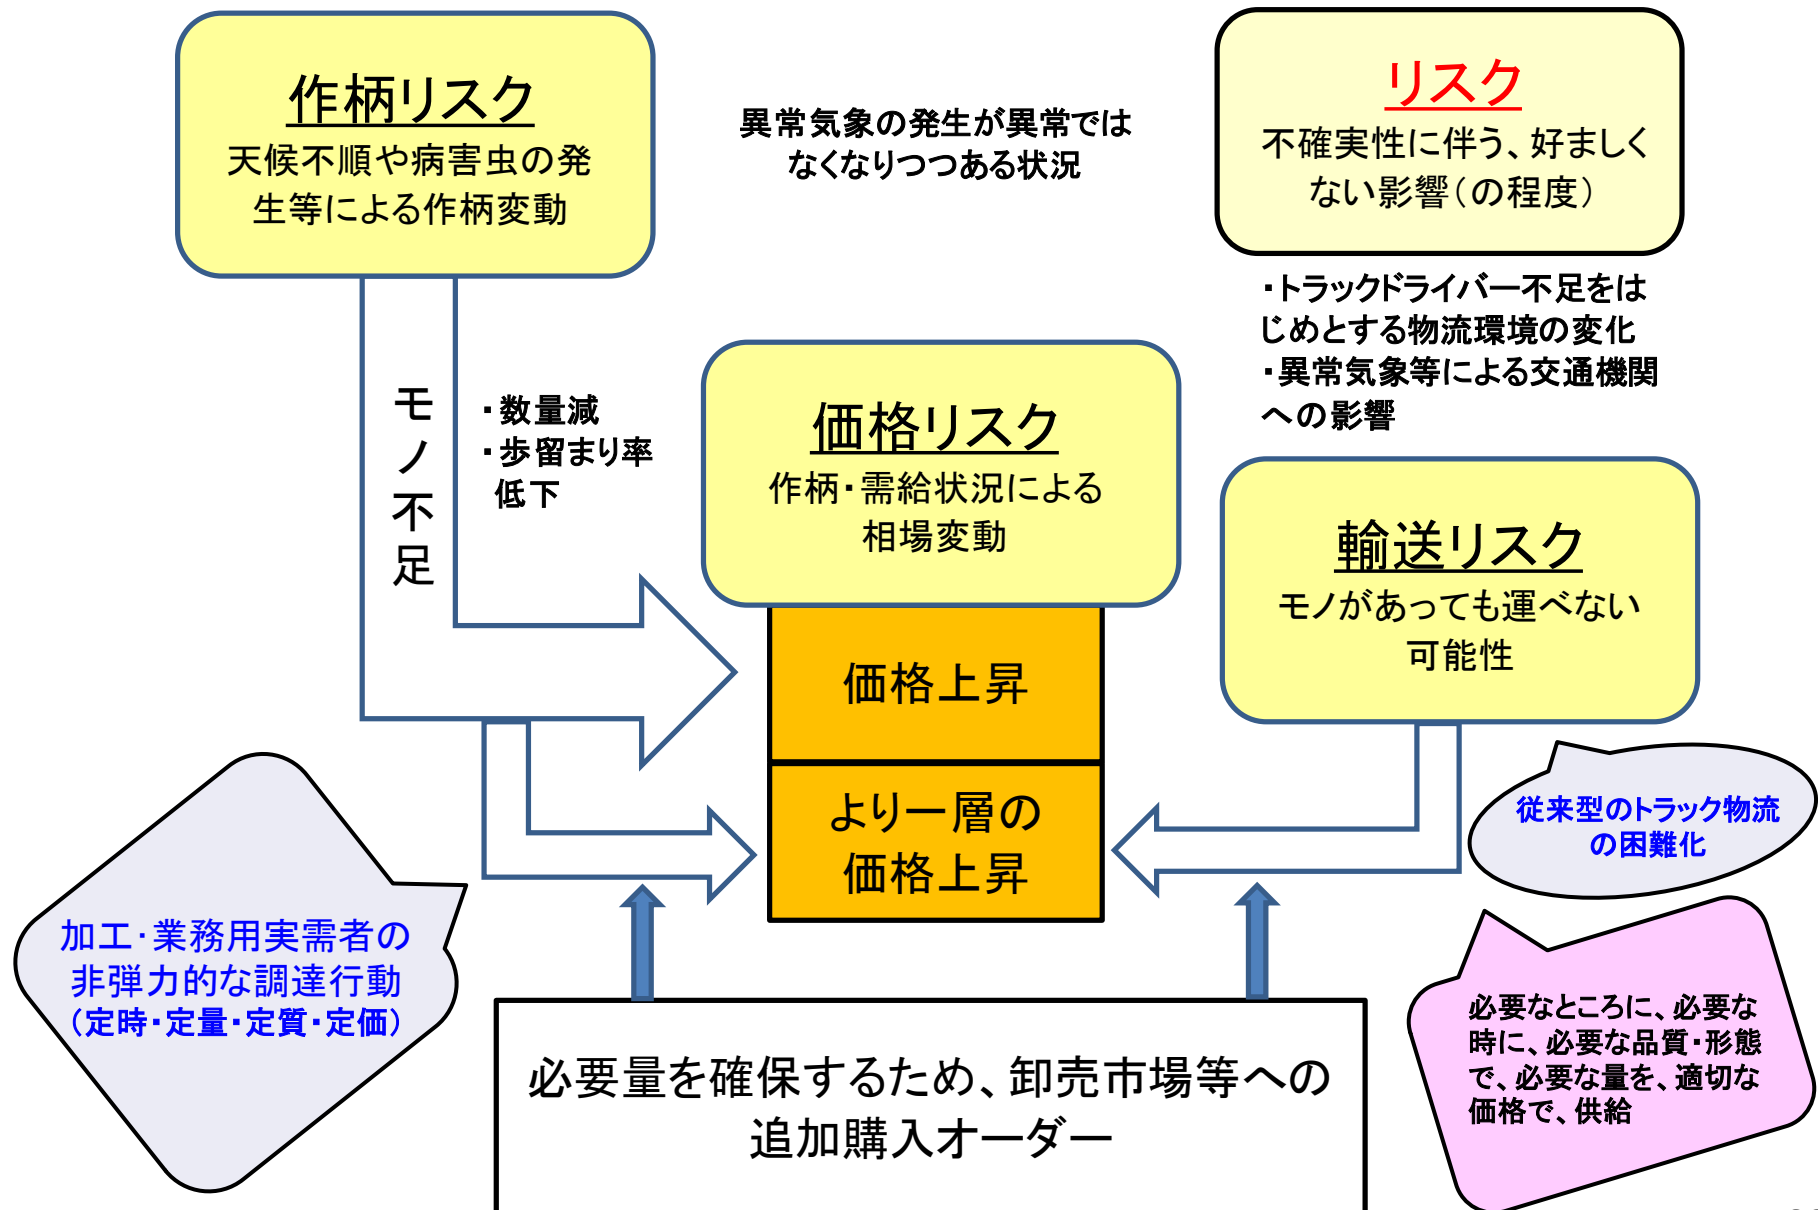 作柄リスク
天候不順や病害虫の発
生等による作柄変動
異常気象の発生が異常では
なくなりつつある状況
リスク
不確実性に伴う、好ましく
ない影響(の程度)
・トラックドライバー不足をは
じめとする物流環境の変化
・異常気象等による交通機関
への影響
モノ不足
・数量減
・歩留まり率
低下
価格リスク
作柄・需給状況による
相場変動
輸送リスク
モノがあっても運べない
可能性
価格上昇
より一層の
価格上昇
従来型のトラック物流
の困難化
加工・業務用実需者の
非弾力的な調達行動
(定時・定量・定質・定価)
必要なところに、必要な
時に、必要な品質・形態
で、必要な量を、適切な
価格で、供給
必要量を確保するため、卸売市場等への
追加購入オーダー